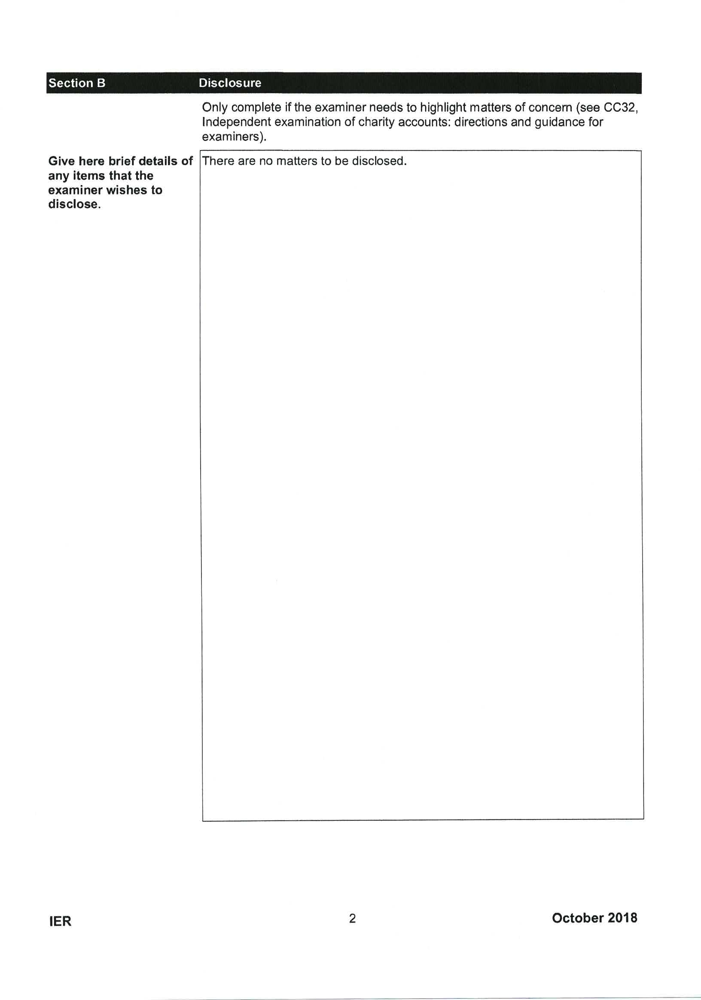 Section B Disclosure
Only complete if the examiner needs to highlight matters of concern (see CC32,
Independent examination of charity accounts: directions and guidance for
examiners).
Give here brief details of There are no matters to be disclosed.
any items that the
examiner wishes to
disclose.
IER 2 October 2018